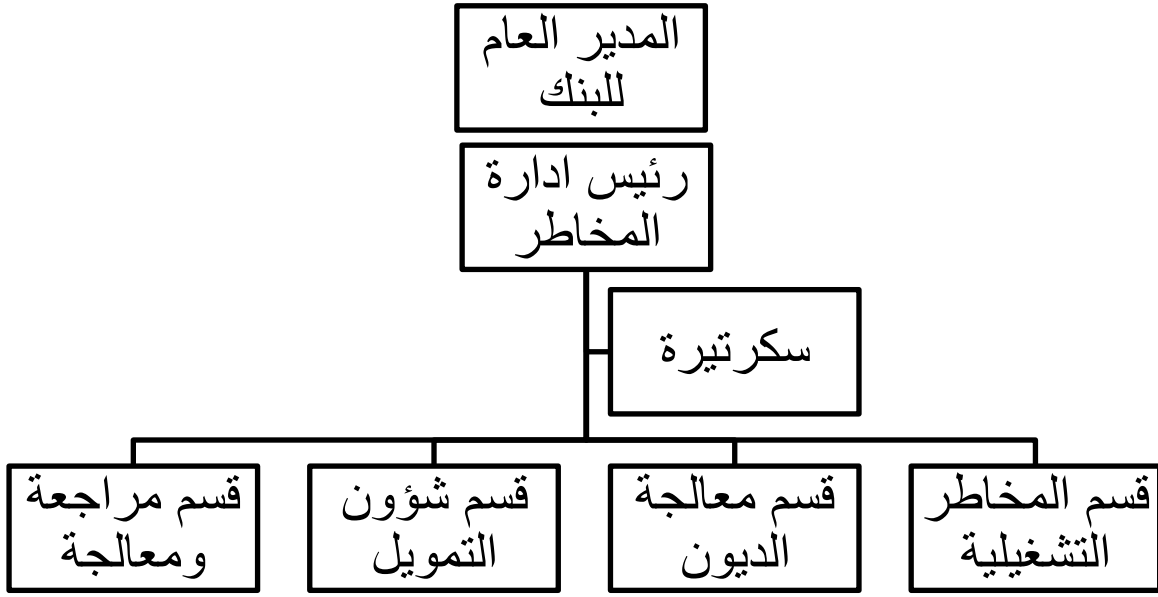 المدير العام
للبنك
رئيس ادارة
المخاطر
سكرتيرة
قسم المخاطر
التشغيلية
قسم معالجة
الديون
قسم شؤون
التمويل
قسم مراجعة
ومعالجة